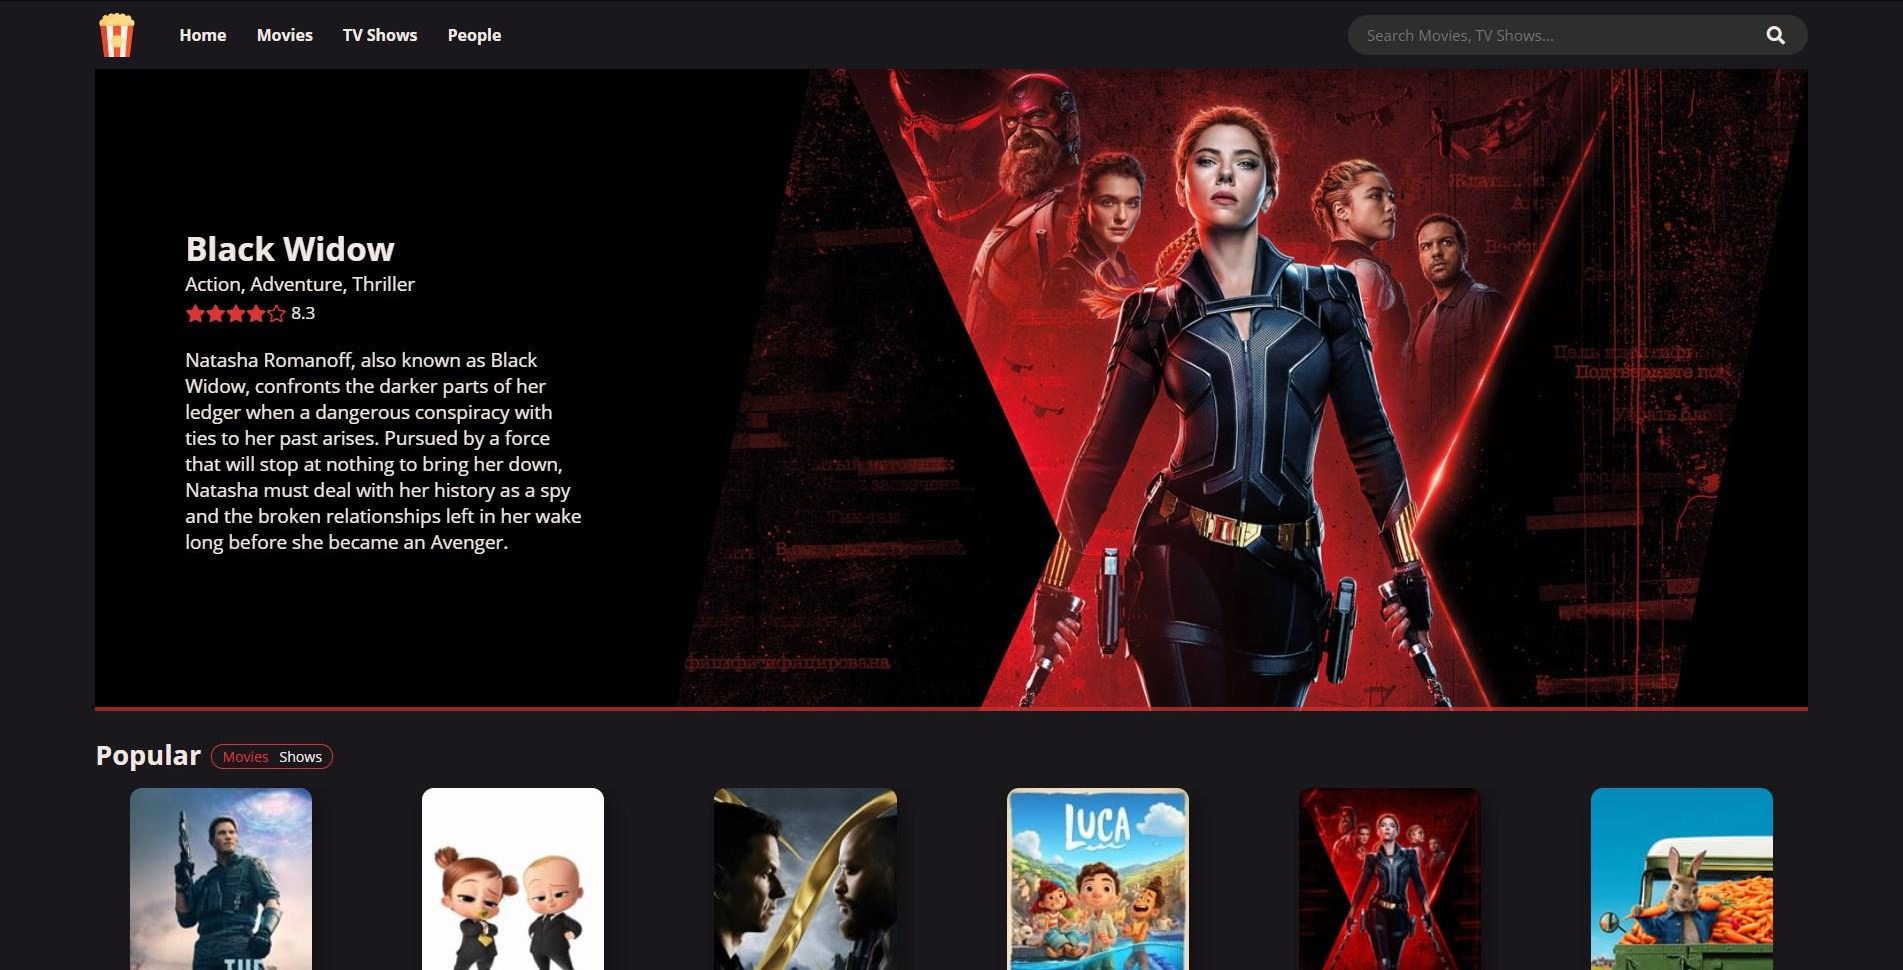 Home Movies TV Shows People
Search Movies, TV Shows...
Black Widow
Action, Adventure, Thriller
8.3
Natasha Romanoff, also known as Black
Widow, confronts the darker parts of her
ledger when a dangerous conspiracy with
ties to her past arises. Pursued by a force
that will stop at nothing to bring her down,
Natasha must deal with her history as a spy
and the broken relationships left in her wake
long before she became an Avenger.
Popular Movies Shows
LUCA
THE